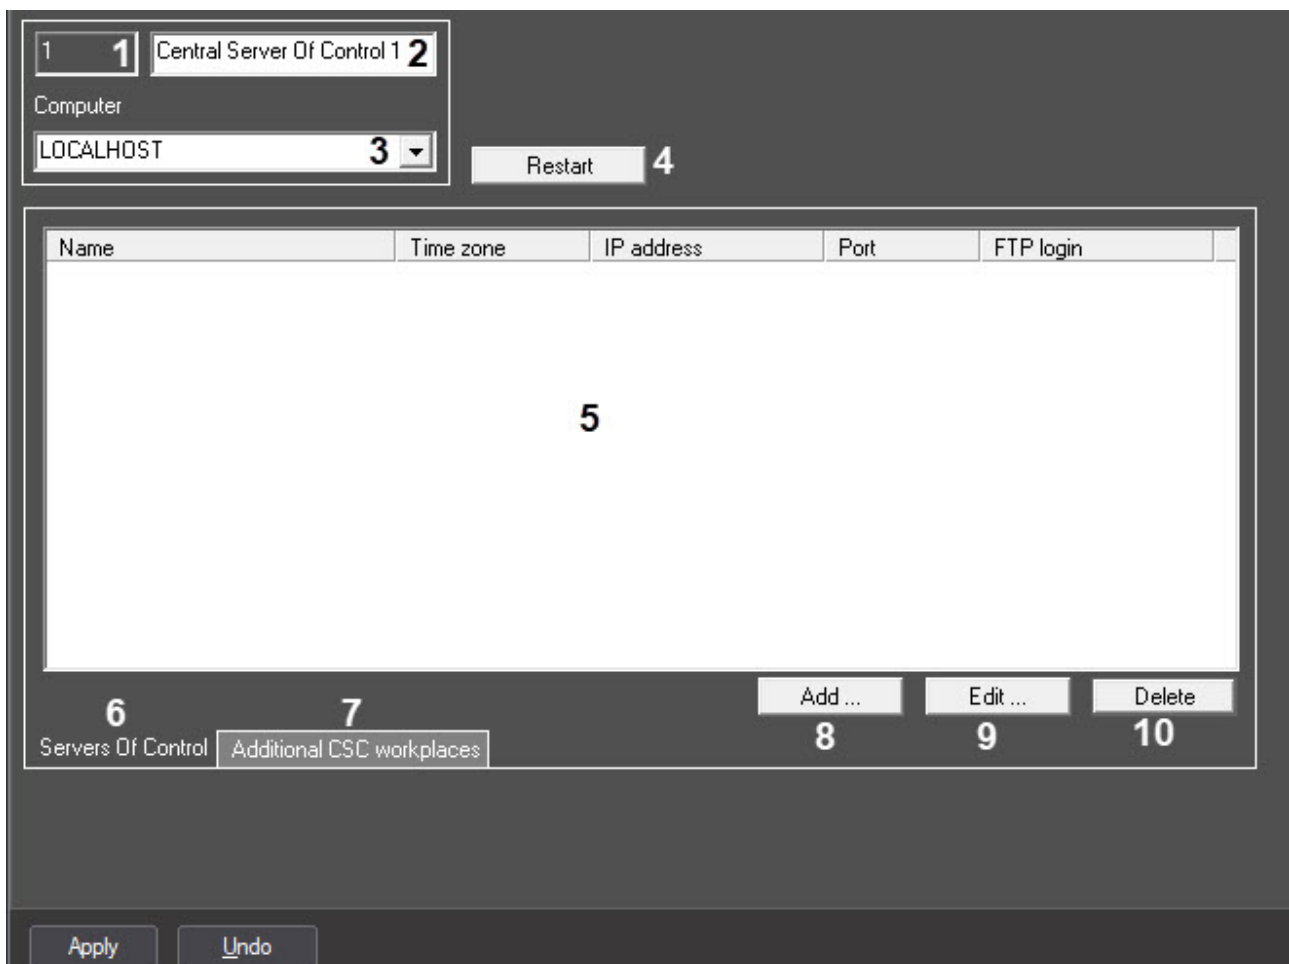 1 1 Central Server Of Control 1 2
Computer
LOCALHOST 3
Restart 4
Name Time zone IP address Port FTP login
5
Add ... Edit ... Delete
6 7 8 9 10
Servers Of Control Additional CSC workplaces
Apply Undo